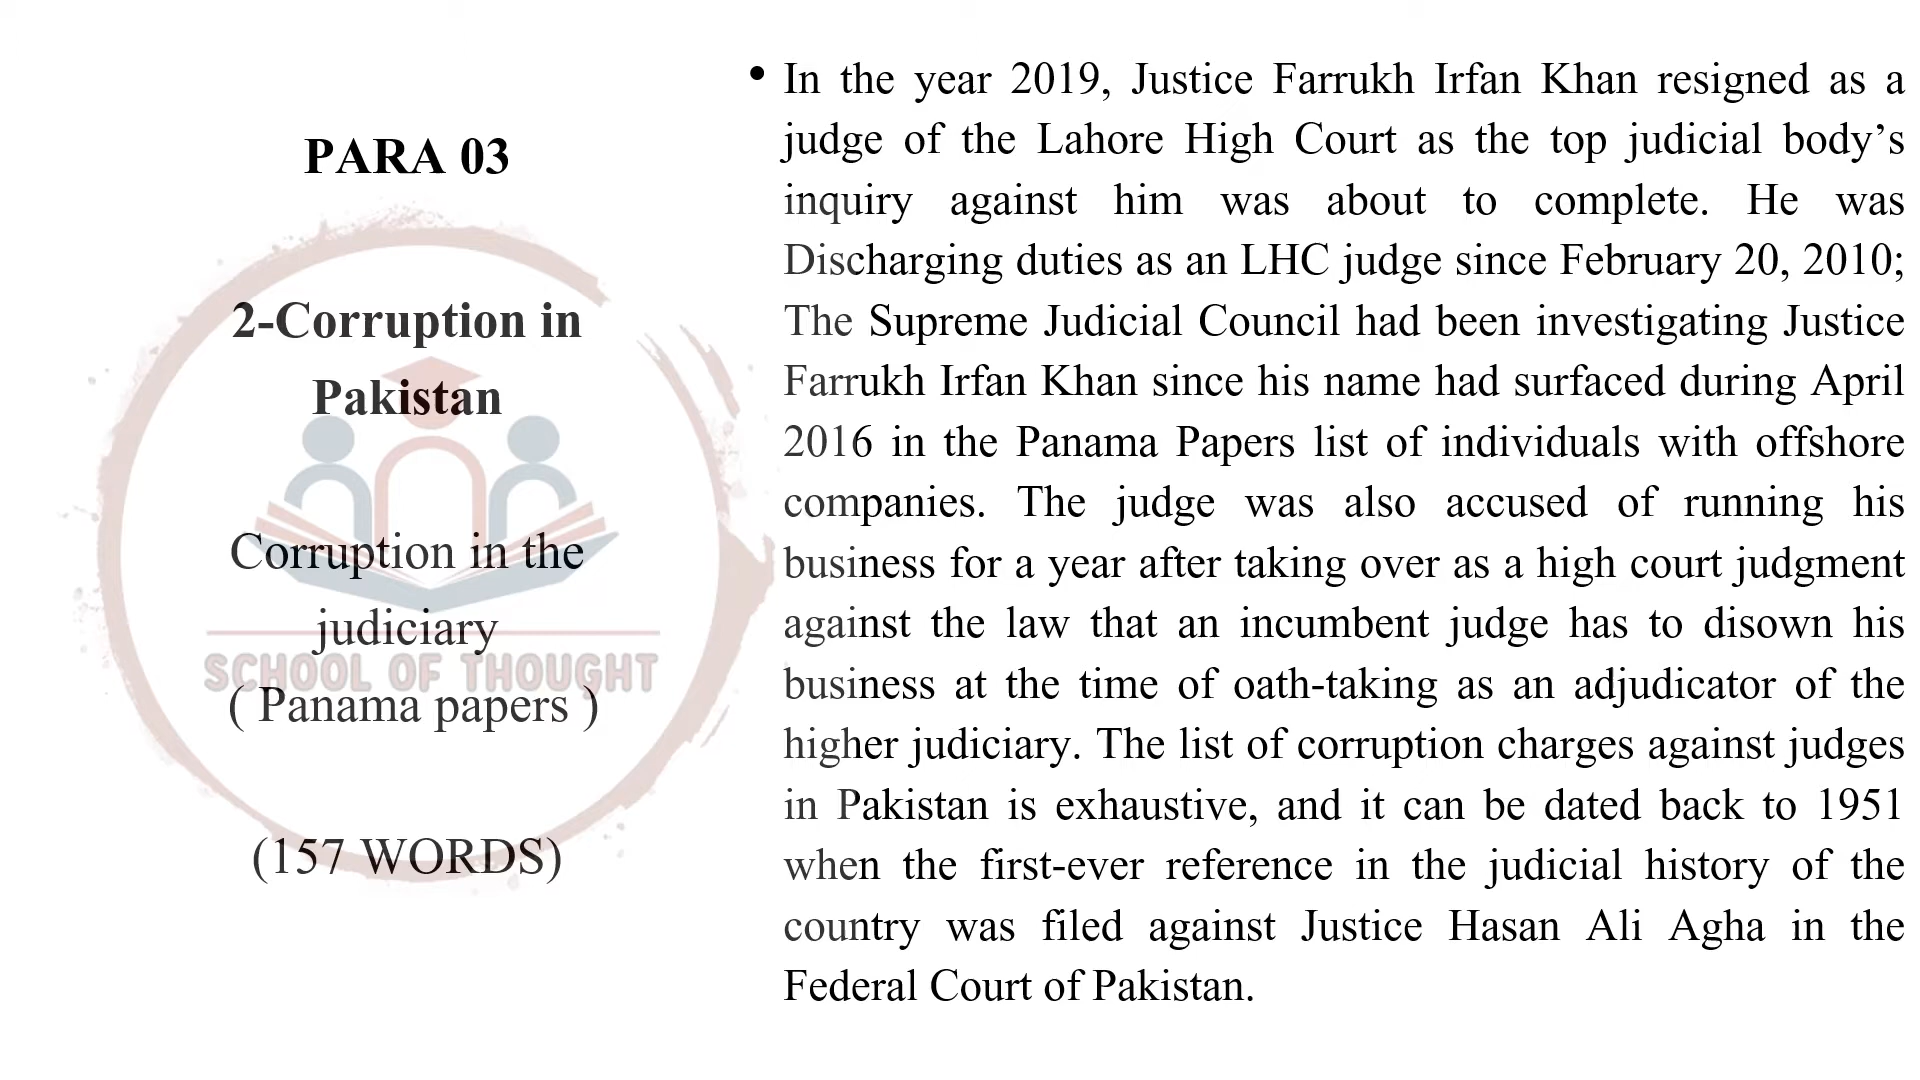 PARA 03
2-Corruption in
Pakistan
Corruption in the
judiciary
SCHOOL OF THOUGHT
( Panama papers )
(157 WORDS)
• In the year 2019, Justice Farrukh Irfan Khan resigned as a
judge of the Lahore High Court as the top judicial body’s
inquiry against him was about to complete. He was
Discharging duties as an LHC judge since February 20, 2010;
The Supreme Judicial Council had been investigating Justice
Farrukh Irfan Khan since his name had surfaced during April
2016 in the Panama Papers list of individuals with offshore
companies. The judge was also accused of running his
business for a year after taking over as a high court judgment
against the law that an incumbent judge has to disown his
business at the time of oath-taking as an adjudicator of the
higher judiciary. The list of corruption charges against judges
in Pakistan is exhaustive, and it can be dated back to 1951
when the first-ever reference in the judicial history of the
country was filed against Justice Hasan Ali Agha in the
Federal Court of Pakistan.